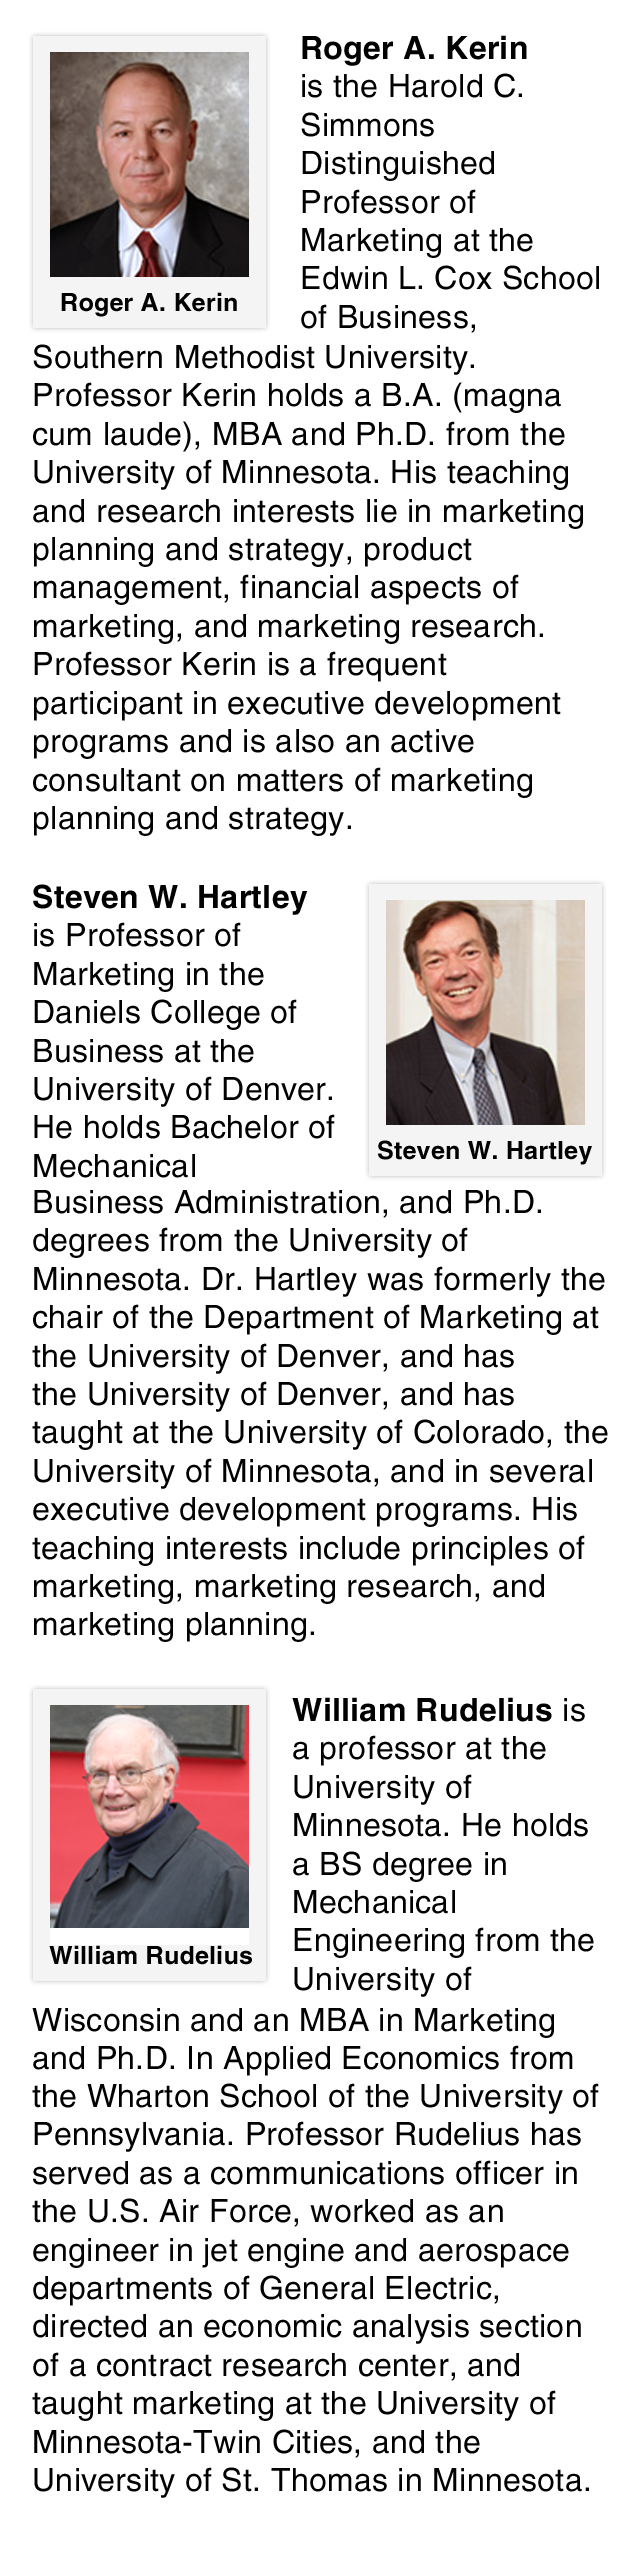 Roger A. Kerin
is the Harold C.
Simmons
Distinguished
Professor of
Marketing at the
Edwin L. Cox School
of Business,
Roger A. Kerin
Southern Methodist University.
Professor Kerin holds a B.A. (magna
cum laude), MBA and Ph.D. from the
University of Minnesota. His teaching
and research interests lie in marketing
planning and strategy, product
management, financial aspects of
marketing, and marketing research.
Professor Kerin is a frequent
participant in executive development
programs and is also an active
consultant on matters of marketing
planning and strategy.
Steven W. Hartley
is Professor of
Marketing in the
Daniels College of
Business at the
University of Denver.
He holds Bachelor of
Mechanical
Steven W. Hartley
Business Administration, and Ph.D.
degrees from the University of
Minnesota. Dr. Hartley was formerly the
chair of the Department of Marketing at
the University of Denver, and has
the University of Denver, and has
taught at the University of Colorado, the
University of Minnesota, and in several
executive development programs. His
teaching interests include principles of
marketing, marketing research, and
marketing planning.
William Rudelius is
a professor at the
University of
Minnesota. He holds
a BS degree in
Mechanical
Engineering from the
University of
William Rudelius
Wisconsin and an MBA in Marketing
and Ph.D. In Applied Economics from
the Wharton School of the University of
Pennsylvania. Professor Rudelius has
served as a communications officer in
the U.S. Air Force, worked as an
engineer in jet engine and aerospace
departments of General Electric,
directed an economic analysis section
of a contract research center, and
taught marketing at the University of
Minnesota-Twin Cities, and the
University of St. Thomas in Minnesota.